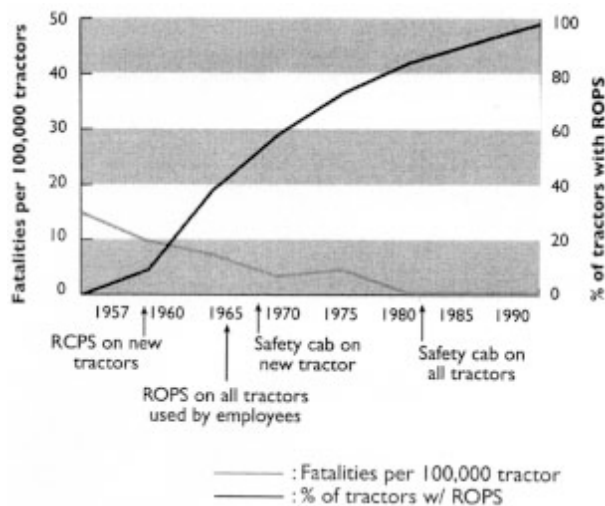 50
40
30
20
10
0
Fatalities per 100,000 tractors
100
80
60
40
20
0
% of tractors with ROPS
1957 1960 1965 1970 1975 1980 1985 1990
RCPS on new
tractors
ROPS on all tractors
used by employees
Safety cab on
new tractor
Safety cab on
all tractors
: Fatalities per 100,000 tractor
: % of tractors w/ ROPS